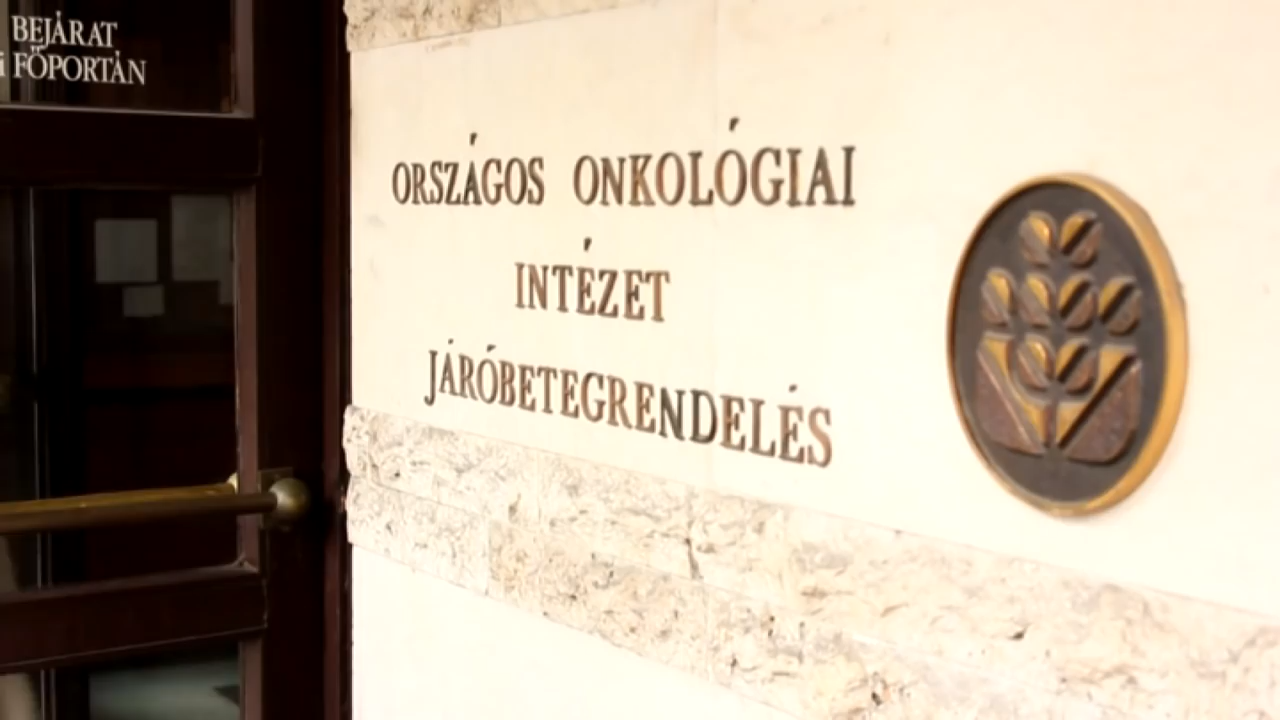 BEJÁRAT
i FŐPORTÁN
ORSZÁGOS ONKOLÓGIAI
INTÉZET
JÁRÓBETEGRENDELÉS